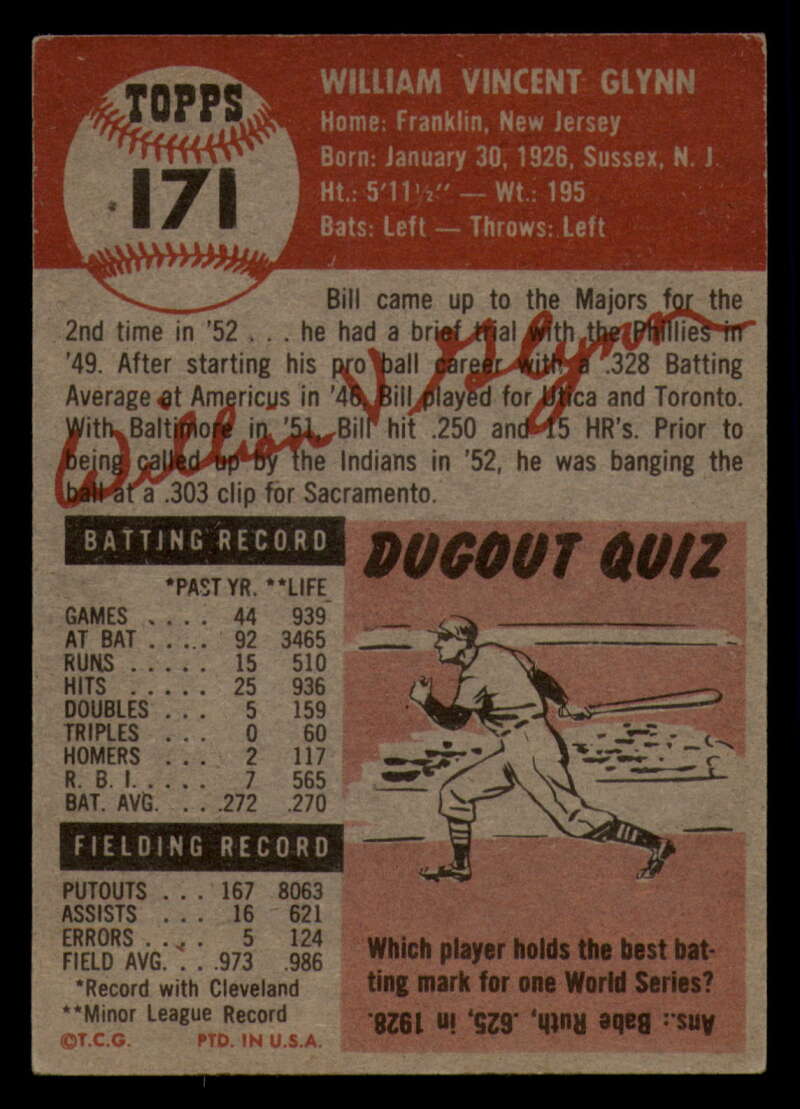 TOPPS
171
WILLIAM VINCENT GLYNN
Home: Franklin, New Jersey
Born: January 30, 1926, Sussex, N. J.
Ht.: 5'11½" — Wt.: 195
Bats: Left — Throws: Left
Bill came up to the Majors for the
2nd time in '52 . . . he had a brief trial with the Phillies in
'49. After starting his pro ball career with a .328 Batting
Average at Americus in '46, Bill played for Utica and Toronto.
With Baltimore in '51, Bill hit .250 and 15 HR's. Prior to
being called up by the Indians in '52, he was banging the
ball at a .303 clip for Sacramento.
William V Glynn
BATTING RECORD
*PAST YR. **LIFE
GAMES . . . . 44 939
AT BAT . . . . . 92 3465
RUNS . . . . . 15 510
HITS . . . . . 25 936
DOUBLES . . . 5 159
TRIPLES . . . 0 60
HOMERS . . . 2 117
R. B. I. . . . . 7 565
BAT. AVG. . . . .272 .270
FIELDING RECORD
PUTOUTS . . . 167 8063
ASSISTS . . . 16 621
ERRORS . . . . 5 124
FIELD AVG. . . .973 .986
*Record with Cleveland
**Minor League Record
©T.C.G. PTD. IN U.S.A.
DUGOUT QUIZ
Which player holds the best bat-
ting mark for one World Series?
Ans.: Babe Ruth, .625, in 1928.